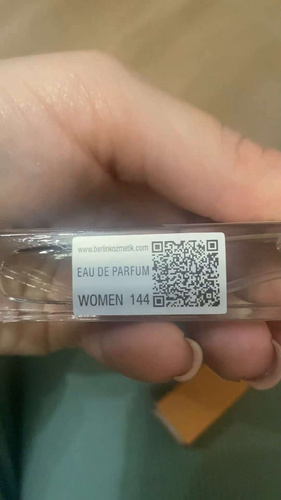 www.berlinkozmetik.com
EAU DE PARFUM
WOMEN 144